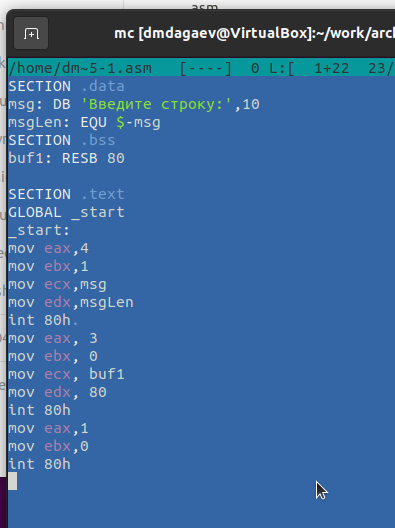 asm
mc [dmdagaev@VirtualBox]:~/work/arc
/home/dm~5-1.asm [----] 0 L:[ 1+22 23/
SECTION .data
msg: DB 'Введите строку:',10
msgLen: EQU $-msg
SECTION .bss
buf1: RESB 80
SECTION .text
GLOBAL _start
_start:
mov eax,4
mov ebx,1
mov ecx,msg
mov edx,msgLen
int 80h.
mov eax, 3
mov ebx, 0
mov ecx, buf1
mov edx, 80
int 80h
mov eax,1
mov ebx,0
int 80h